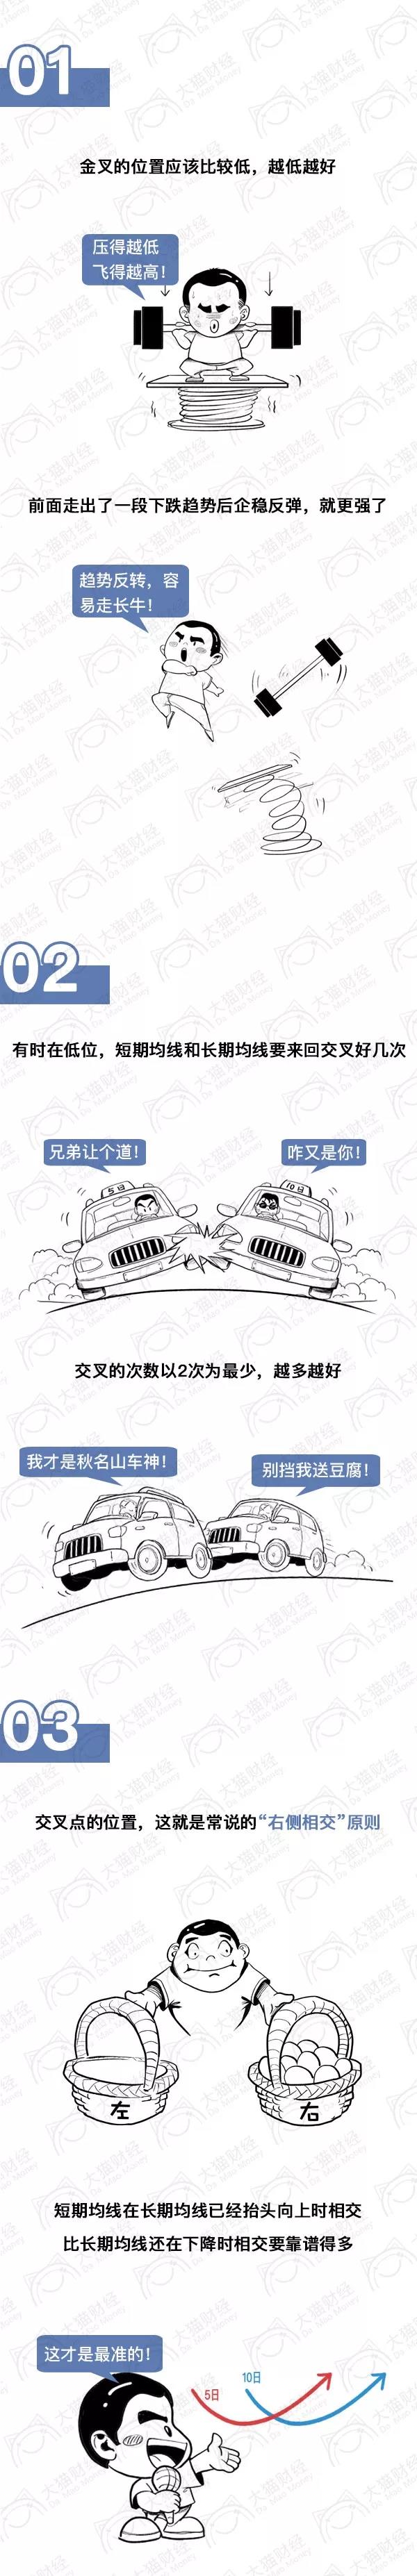 01
金叉的位置应该比较低，越低越好
压得越低
飞得越高！
前面走出了一段下跌趋势后企稳反弹，就更强了
趋势反转，容
易走长牛！
02
有时在低位，短期均线和长期均线要来回交叉好几次
兄弟让个道！
咋又是你！
5日
10日
交叉的次数以2次为最少，越多越好
我才是秋名山车神！
别挡我送豆腐！
03
交叉点的位置，这就是常说的“右侧相交”原则
左
右
短期均线在长期均线已经抬头向上时相交
比长期均线还在下降时相交要靠谱得多
这才是最准的！
5日
10日
大猫财经
Da Mao Money